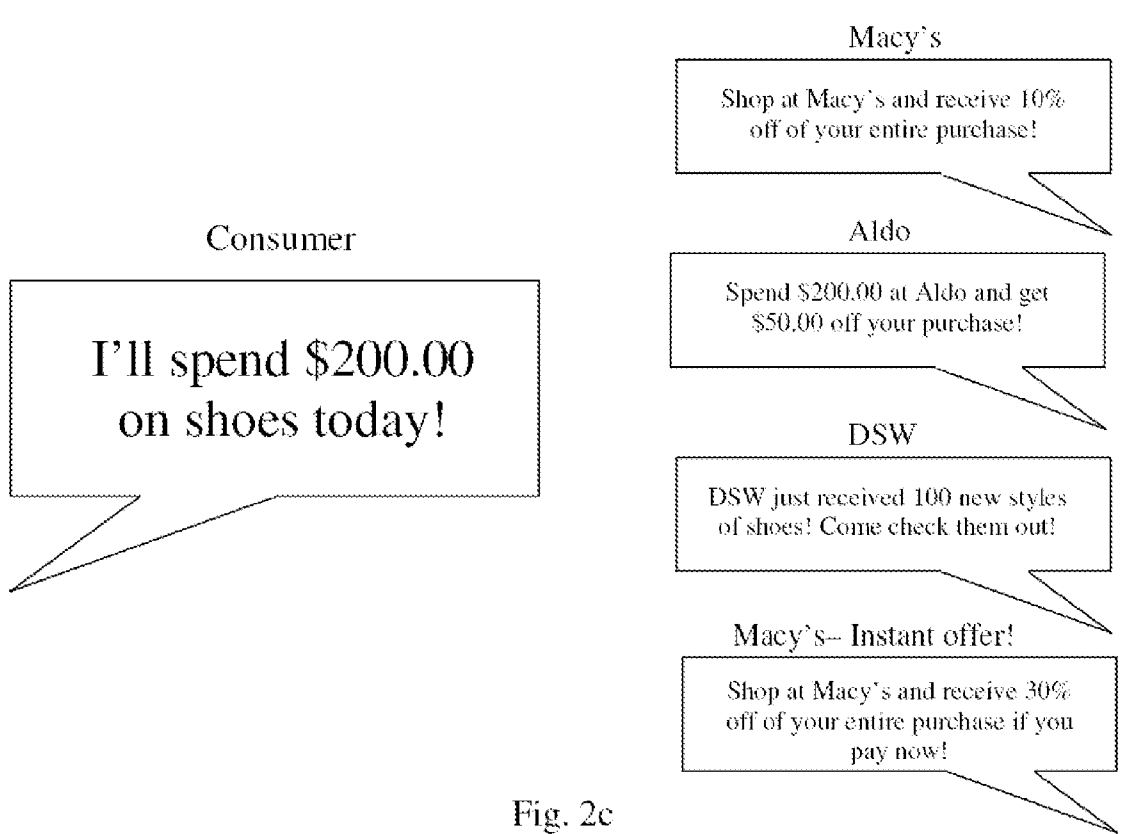 Consumer
I'll spend $200.00
on shoes today!
Macy's
Shop at Macy's and receive 10%
off of your entire purchase!
Aldo
Spend $200.00 at Aldo and get
$50.00 off your purchase!
DSW
DSW just received 100 new styles
of shoes! Come check them out!
Macy's– Instant offer!
Shop at Macy's and receive 30%
off of your entire purchase if you
pay now!
Fig. 2c